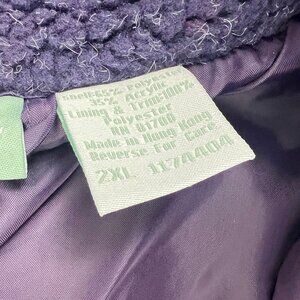 Shell:65% Polyester
35% Acrylic
Lining & Trim:100%
Polyester
RN 01700
Made in Hong Kong
Reverse For Care
2XL 1174404